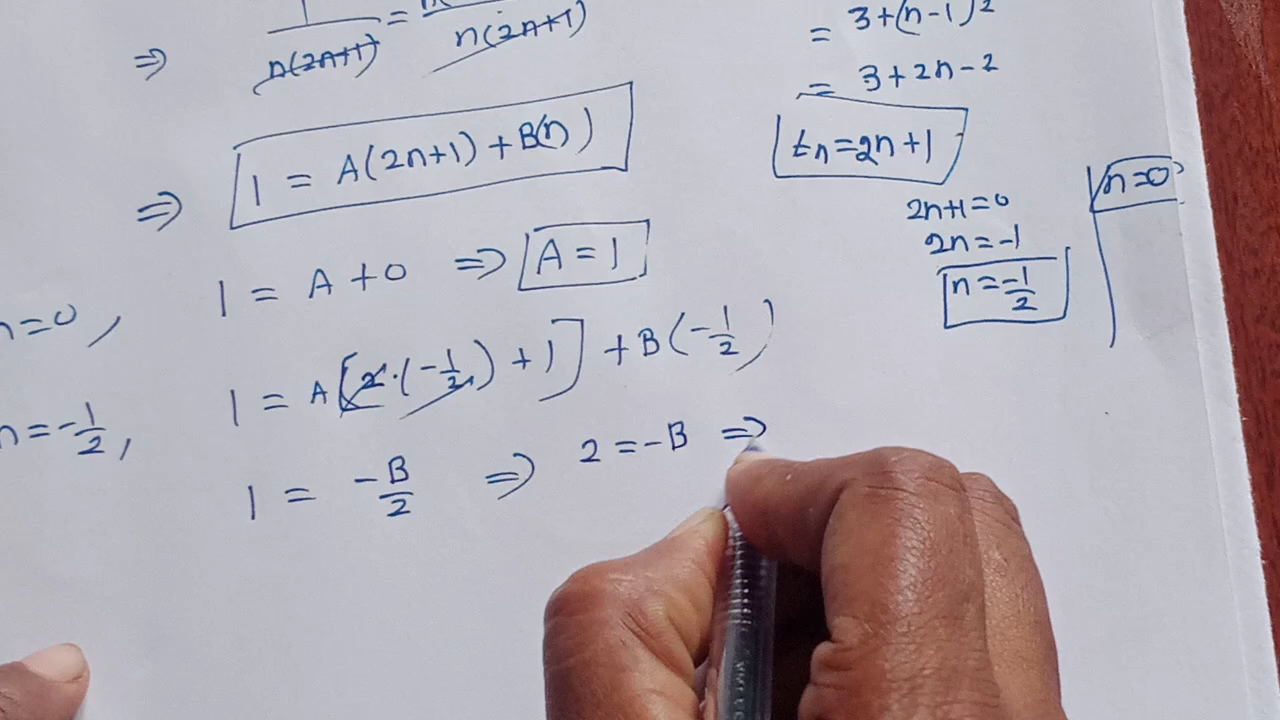 ⇒ 1/n(2n+1) = /n(2n+1)
⇒ 1 = A(2n+1) + B(n)
n=0, 1 = A + 0 ⇒ A = 1
n=-1/2, 1 = A[2·(-1/2) + 1] + B(-1/2)
1 = -B/2 ⇒ 2 = -B ⇒
= 3+(n-1)2
= 3+2n-2
tn=2n+1
2n+1=0
2n=-1
n=-1/2
n=0